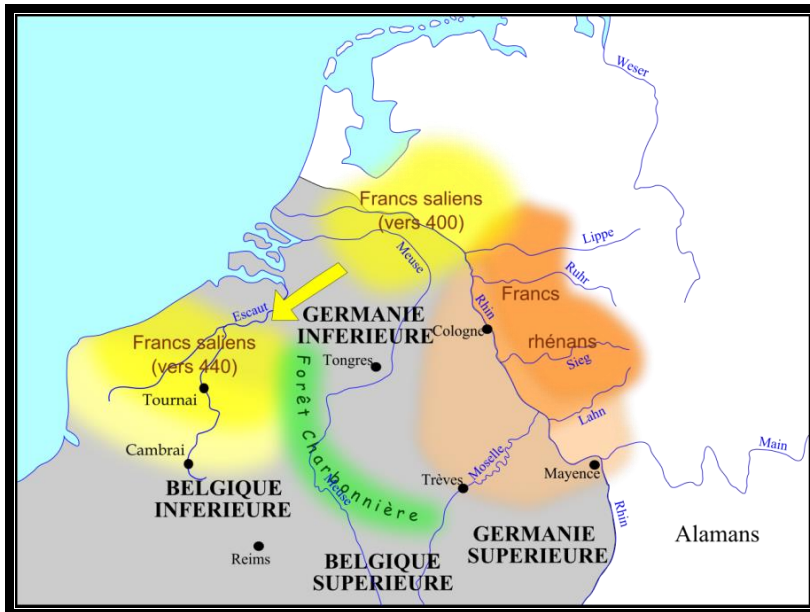 Weser
Francs saliens
(vers 400)
Lippe
Meuse
Ruhr
Rhin
Francs
Escaut
GERMANIE
INFERIEURE
Cologne
Francs saliens
(vers 440)
rhénans
Sieg
Tongres
Forêt Charbonnière
Tournai
Lahn
Main
Cambrai
Moselle
Mayence
Trèves
Meuse
BELGIQUE
INFERIEURE
Rhin
GERMANIE
SUPERIEURE
Alamans
Reims
BELGIQUE
SUPERIEURE